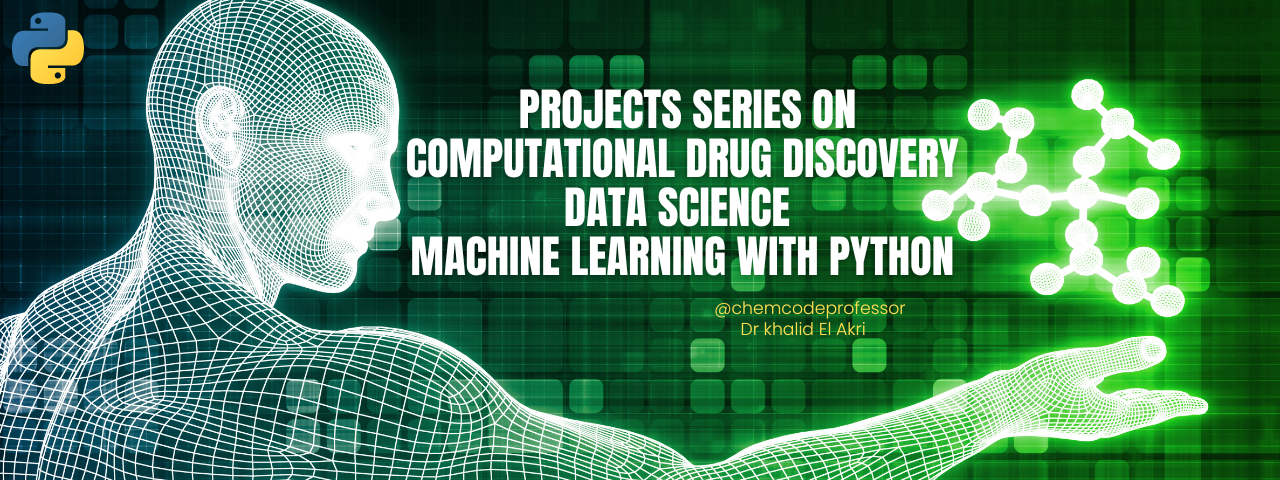 PROJECTS SERIES ON
COMPUTATIONAL DRUG DISCOVERY
DATA SCIENCE
MACHINE LEARNING WITH PYTHON
@chemcodeprofessor
Dr khalid El Akri